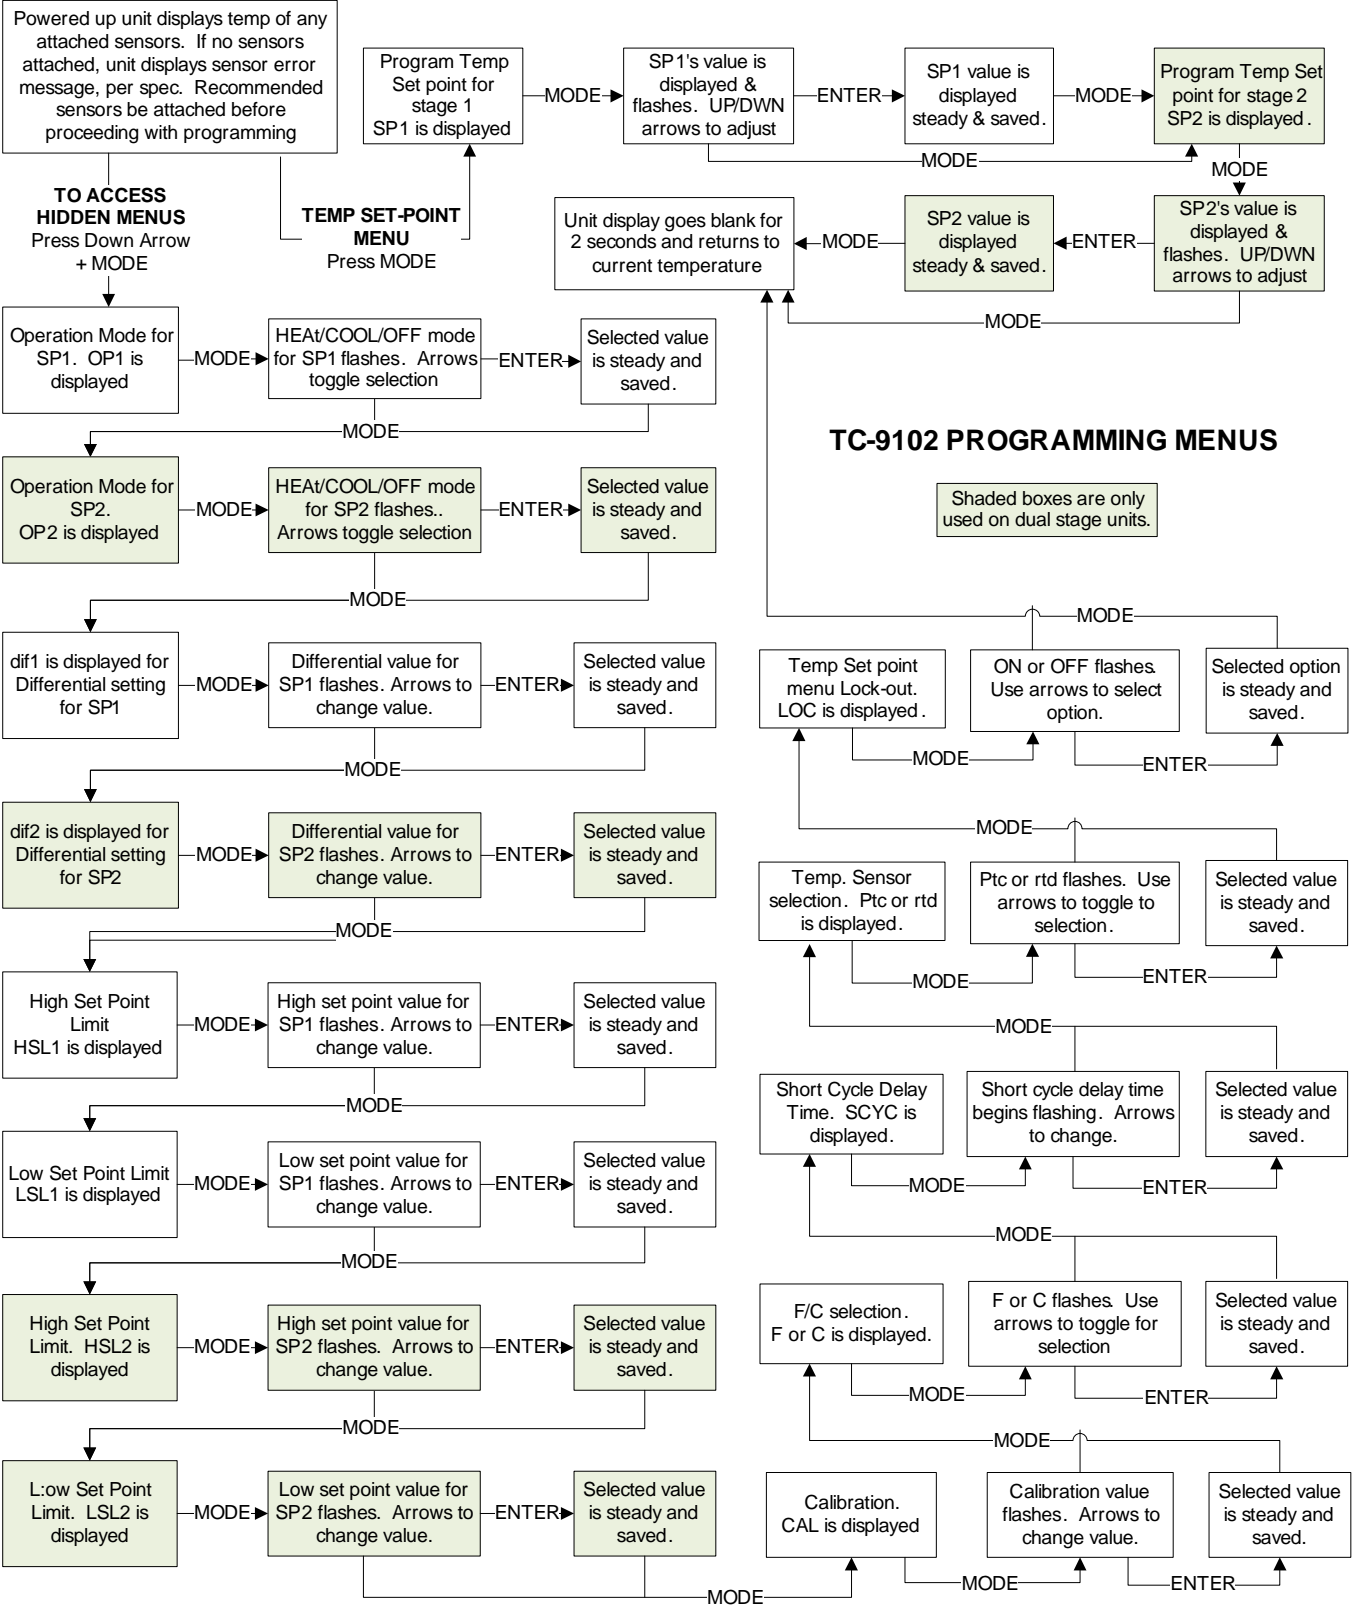 Powered up unit displays temp of any
attached sensors. If no sensors
attached, unit displays sensor error
message, per spec. Recommended
sensors be attached before
proceeding with programming
Program Temp
Set point for
stage 1
SP1 is displayed
MODE
SP1's value is
displayed &
flashes. UP/DWN
arrows to adjust
ENTER
SP1 value is
displayed
steady & saved.
MODE
Program Temp Set
point for stage 2
SP2 is displayed.
MODE
MODE
TO ACCESS
HIDDEN MENUS
Press Down Arrow
+ MODE
TEMP SET-POINT
MENU
Press MODE
Unit display goes blank for
2 seconds and returns to
current temperature
MODE
SP2 value is
displayed
steady & saved.
ENTER
SP2's value is
displayed &
flashes. UP/DWN
arrows to adjust
MODE
Operation Mode for
SP1. OP1 is
displayed
MODE
HEAt/COOL/OFF mode
for SP1 flashes. Arrows
toggle selection
ENTER
Selected value
is steady and
saved.
MODE
TC-9102 PROGRAMMING MENUS
Shaded boxes are only
used on dual stage units.
Operation Mode for
SP2.
OP2 is displayed
MODE
HEAt/COOL/OFF mode
for SP2 flashes..
Arrows toggle selection
ENTER
Selected value
is steady and
saved.
MODE
dif1 is displayed for
Differential setting
for SP1
MODE
Differential value for
SP1 flashes. Arrows to
change value.
ENTER
Selected value
is steady and
saved.
MODE
dif2 is displayed for
Differential setting
for SP2
MODE
Differential value for
SP2 flashes. Arrows to
change value.
ENTER
Selected value
is steady and
saved.
MODE
High Set Point
Limit
HSL1 is displayed
MODE
High set point value for
SP1 flashes. Arrows to
change value.
ENTER
Selected value
is steady and
saved.
MODE
Low Set Point Limit
LSL1 is displayed
MODE
Low set point value for
SP1 flashes. Arrows to
change value.
ENTER
Selected value
is steady and
saved.
MODE
High Set Point
Limit. HSL2 is
displayed
MODE
High set point value for
SP2 flashes. Arrows to
change value.
ENTER
Selected value
is steady and
saved.
MODE
L:ow Set Point
Limit. LSL2 is
displayed
MODE
Low set point value for
SP2 flashes. Arrows to
change value.
ENTER
Selected value
is steady and
saved.
MODE
MODE
Temp Set point
menu Lock-out.
LOC is displayed.
MODE
ON or OFF flashes.
Use arrows to select
option.
ENTER
Selected option
is steady and
saved.
MODE
Temp. Sensor
selection. Ptc or rtd
is displayed.
MODE
Ptc or rtd flashes. Use
arrows to toggle to
selection.
ENTER
Selected value
is steady and
saved.
MODE
Short Cycle Delay
Time. SCYC is
displayed.
MODE
Short cycle delay time
begins flashing. Arrows
to change.
ENTER
Selected value
is steady and
saved.
MODE
F/C selection.
F or C is displayed.
MODE
F or C flashes. Use
arrows to toggle for
selection
ENTER
Selected value
is steady and
saved.
MODE
Calibration.
CAL is displayed
MODE
Calibration value
flashes. Arrows to
change value.
ENTER
Selected value
is steady and
saved.